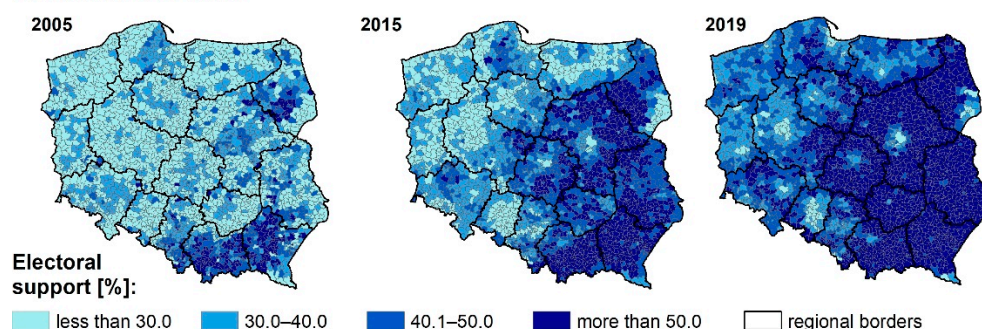 2005
2015
2019
Electoral
support [%]:
less than 30.0
30.0–40.0
40.1–50.0
more than 50.0
regional borders